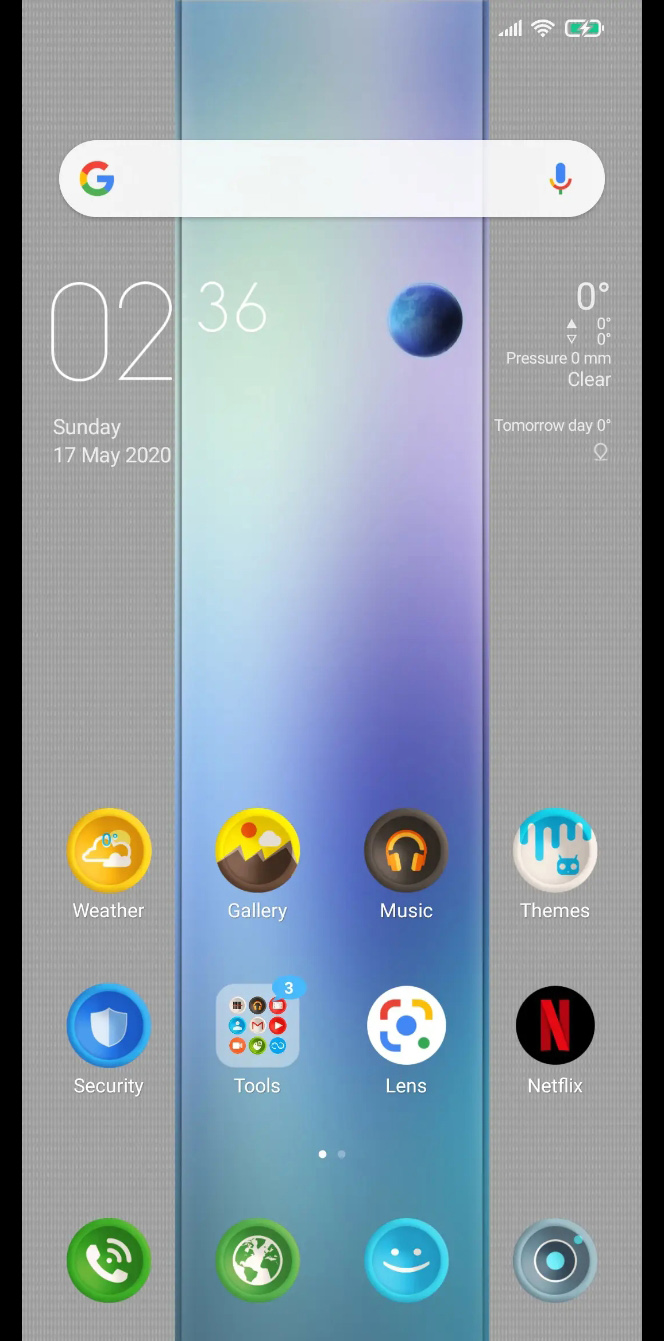 02 36
0°
▲ 0°
▽ 0°
Pressure 0 mm
Clear
Sunday
17 May 2020
Tomorrow day 0°
0°
Weather
Gallery
Music
Themes
3
Security
Tools
Lens
Netflix